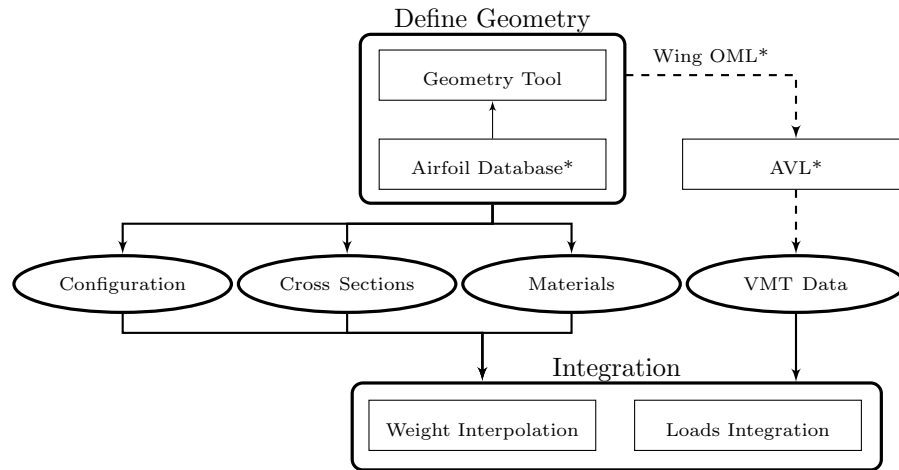 Define Geometry
Wing OML*
Geometry Tool
Airfoil Database*
AVL*
Configuration
Cross Sections
Materials
VMT Data
Integration
Weight Interpolation
Loads Integration